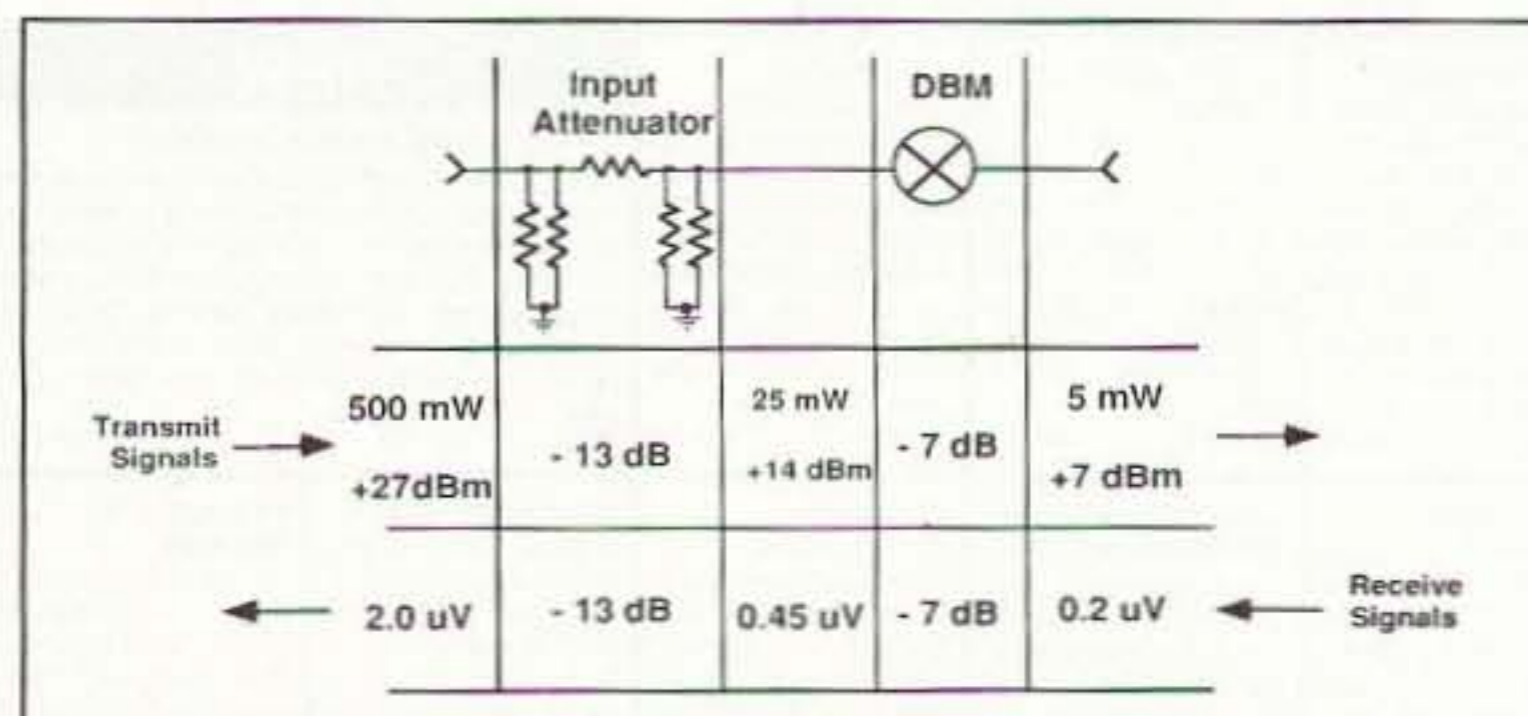 Input
Attenuator
DBM
Transmit
Signals
500 mW
+27dBm
- 13 dB
25 mW
+14 dBm
- 7 dB
5 mW
+7 dBm
2.0 uV
- 13 dB
0.45 uV
- 7 dB
0.2 uV
Receive
Signals